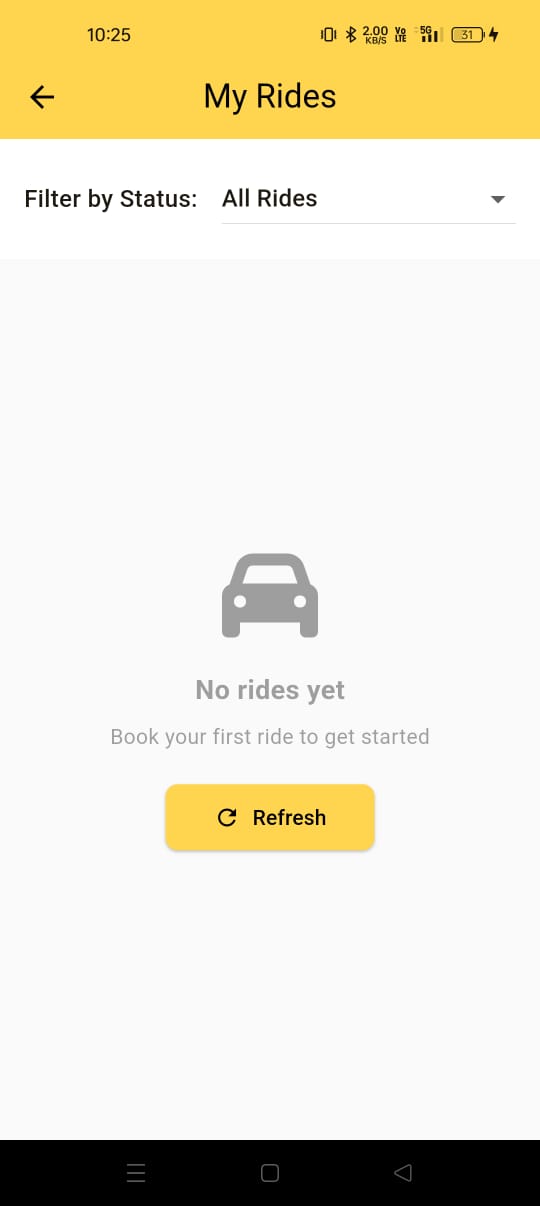 10:25
2.00
KB/S
Vo
LTE
5G
31
My Rides
Filter by Status:
All Rides
No rides yet
Book your first ride to get started
Refresh